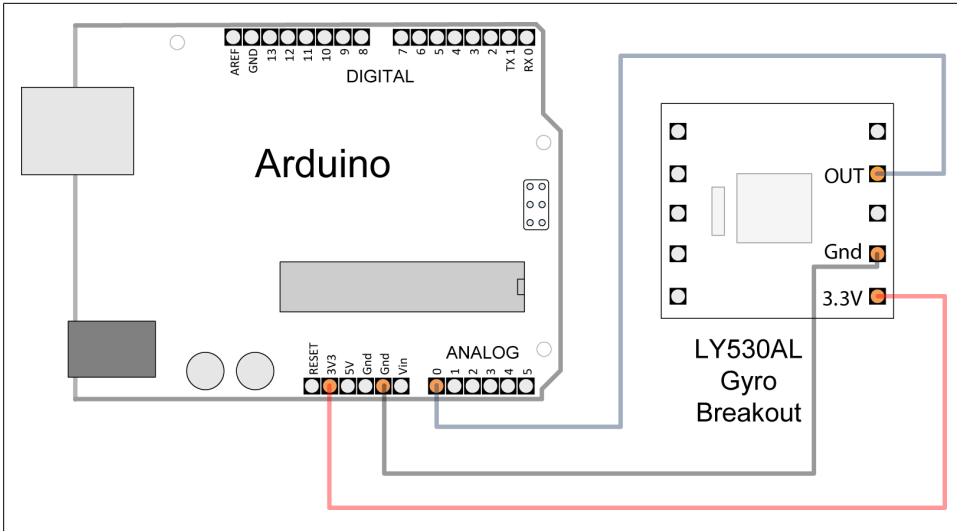 AREF
GND
13
12
11
10
9
8
7
6
5
4
3
2
TX 1
RX 0
DIGITAL
Arduino
OUT
Gnd
3.3V
RESET
3V3
5V
Gnd
Gnd
Vin
ANALOG
0
1
2
3
4
5
LY530AL
Gyro
Breakout